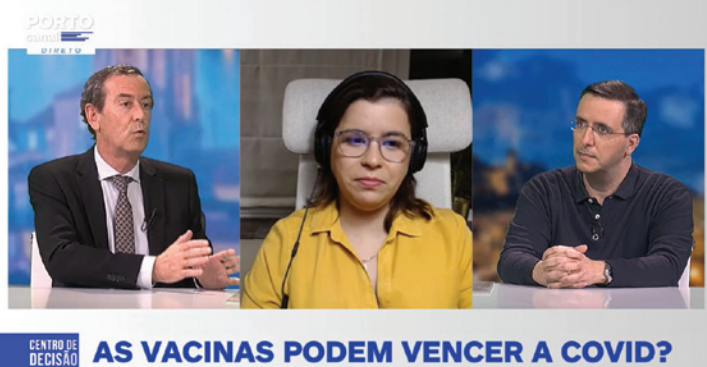 PORTO
canal
DIRETO
CENTRO DE
DECISÃO
AS VACINAS PODEM VENCER A COVID?